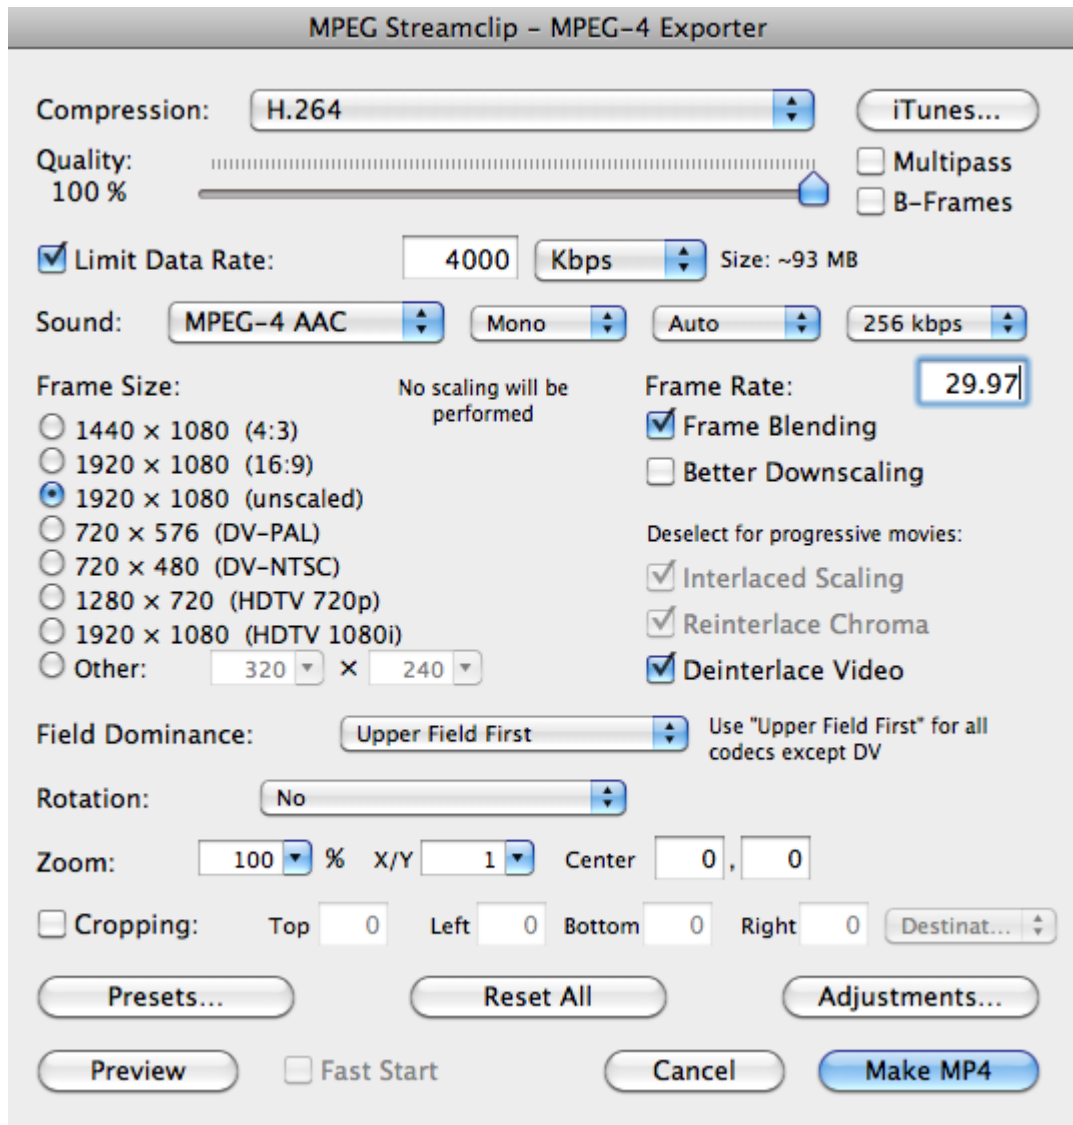 MPEG Streamclip – MPEG-4 Exporter
Compression: H.264 iTunes...
Quality: Multipass
100 % B-Frames
Limit Data Rate: 4000 Kbps Size: ~93 MB
Sound: MPEG-4 AAC Mono Auto 256 kbps
Frame Size: No scaling will be performed Frame Rate: 29.97
1440 × 1080 (4:3) Frame Blending
1920 × 1080 (16:9) Better Downscaling
1920 × 1080 (unscaled)
720 × 576 (DV-PAL) Deselect for progressive movies:
720 × 480 (DV-NTSC) Interlaced Scaling
1280 × 720 (HDTV 720p) Reinterlace Chroma
1920 × 1080 (HDTV 1080i)
Other: 320 × 240 Deinterlace Video
Field Dominance: Upper Field First Use "Upper Field First" for all
codecs except DV
Rotation: No
Zoom: 100 % X/Y 1 Center 0 , 0
Cropping: Top 0 Left 0 Bottom 0 Right 0 Destinat...
Presets... Reset All Adjustments...
Preview Fast Start Cancel Make MP4